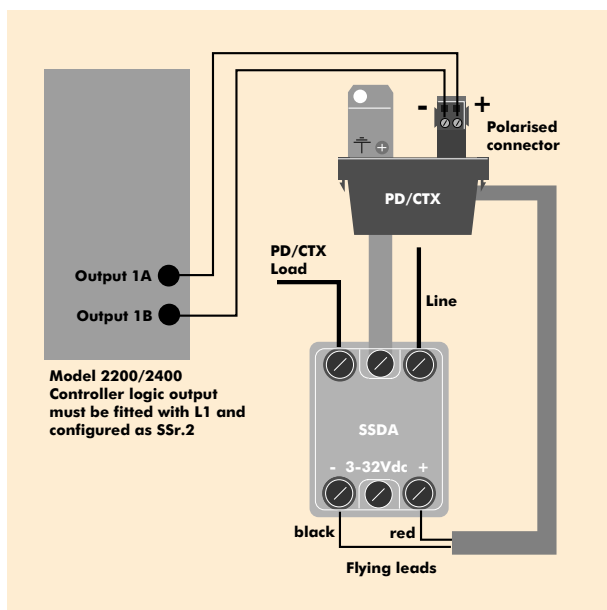 - +
Polarised
connector
PD/CTX
PD/CTX
Load
Output 1A
Line
Output 1B
Model 2200/2400
Controller logic output
must be fitted with L1 and
configured as SSr.2
SSDA
- 3-32Vdc +
black
red
Flying leads